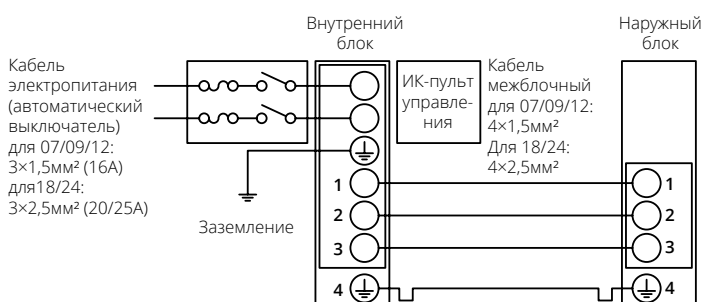 Внутренний
блок
Наружный
блок
Кабель
электропитания
(автоматический
выключатель)
для 07/09/12:
3×1,5мм² (16А)
для18/24:
3×2,5мм² (20/25А)
Заземление
ИК-пульт
управле-
ния
Кабель
межблочный
для 07/09/12:
4×1,5мм²
Для 18/24:
4×2,5мм²
1
2
3
4
1
2
3
4